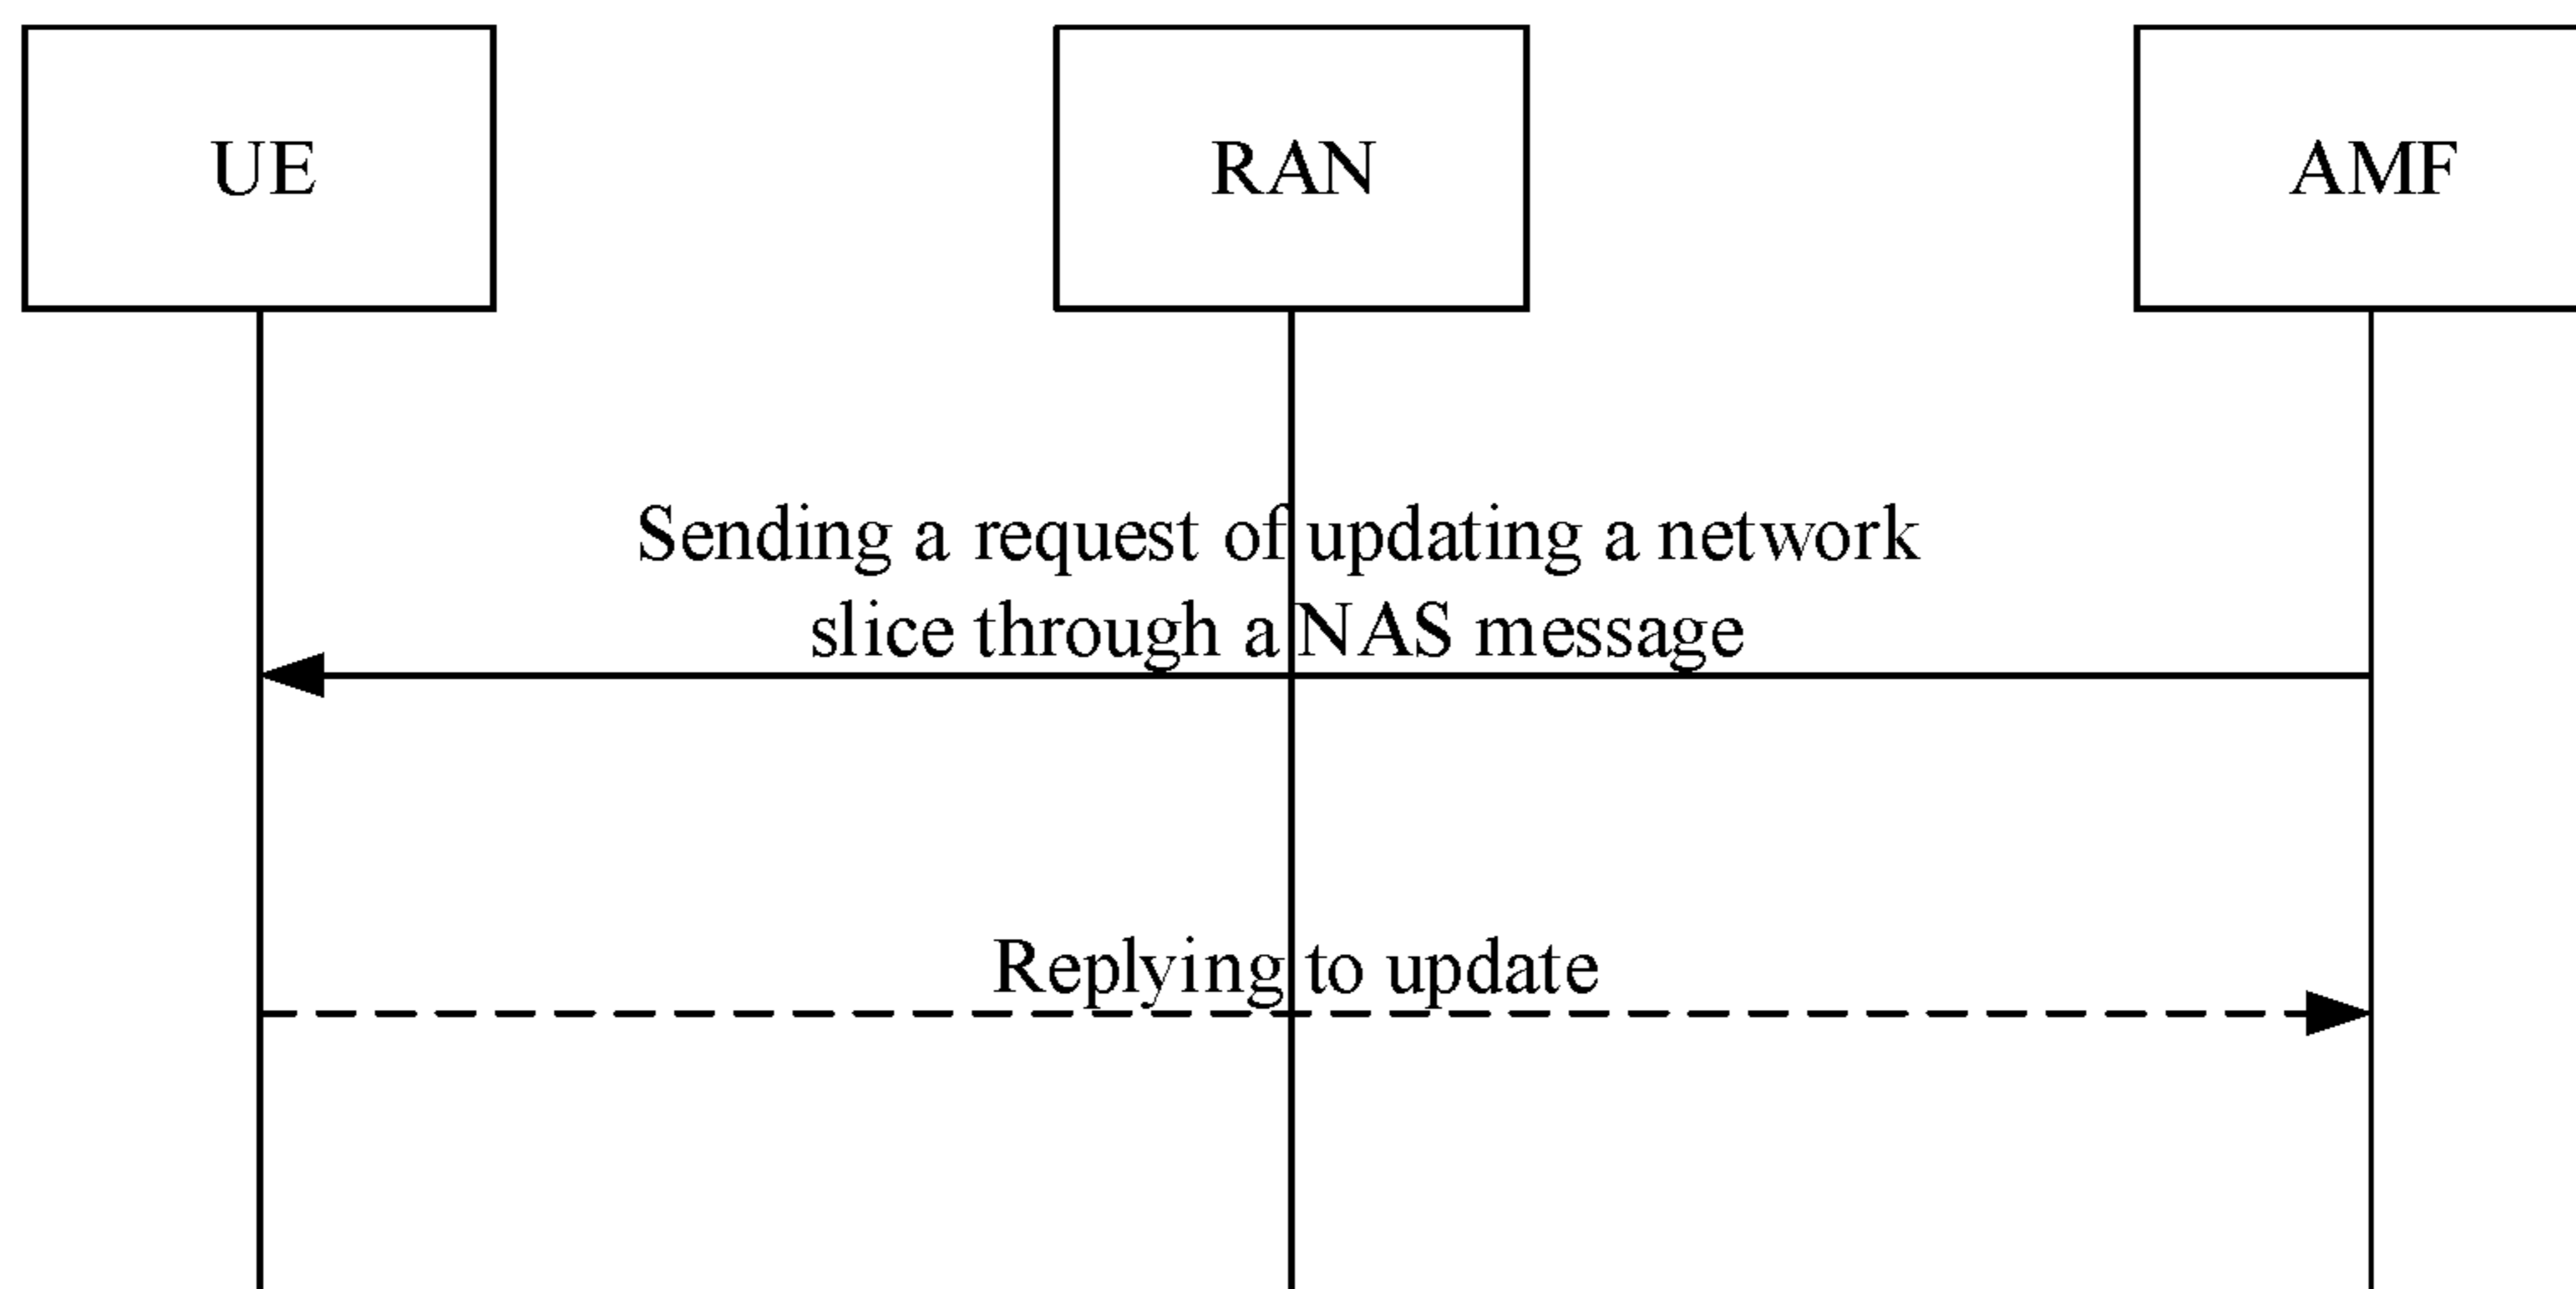 UE
RAN
AMF
Sending a request of updating a network
slice through a NAS message
Replying to update